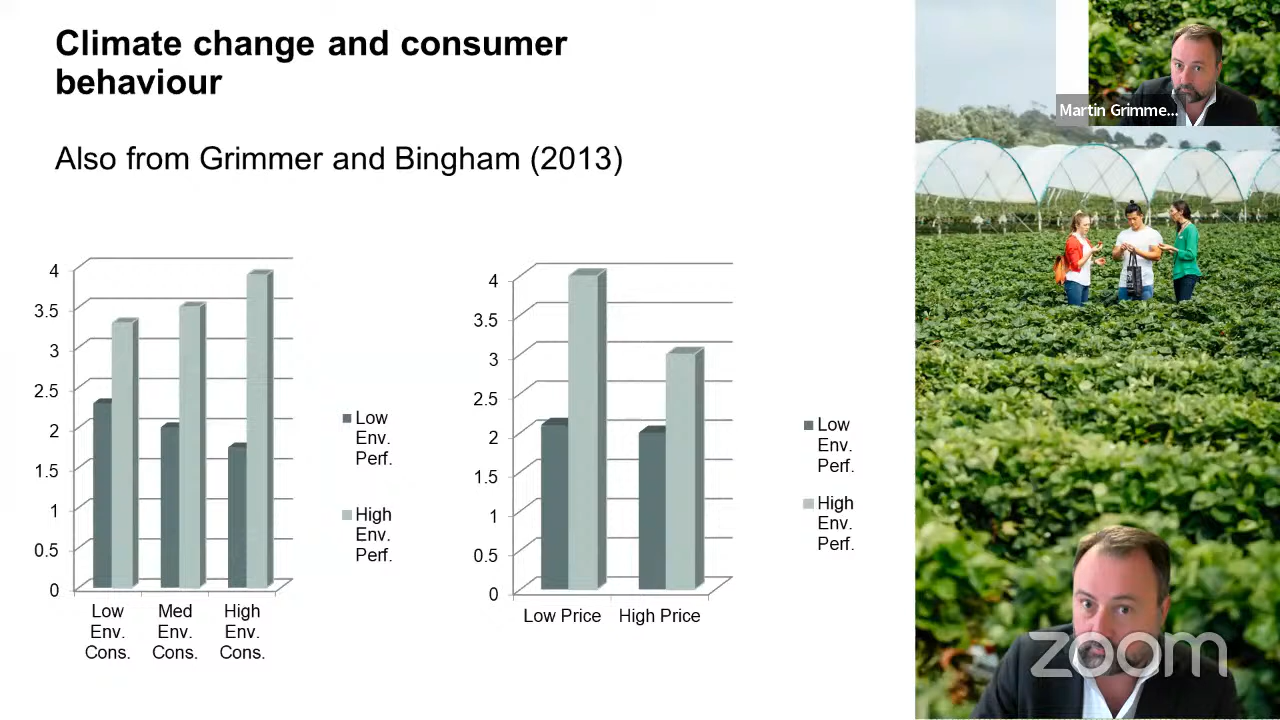 Climate change and consumer
behaviour
Also from Grimmer and Bingham (2013)
4
3.5
3
2.5
2
1.5
1
0.5
0
Low
Env.
Cons.
Med
Env.
Cons.
High
Env.
Cons.
Low
Env.
Perf.
High
Env.
Perf.
4
3.5
3
2.5
2
1.5
1
0.5
0
Low Price
High Price
Low
Env.
Perf.
High
Env.
Perf.
Martin Grimme...
zoom